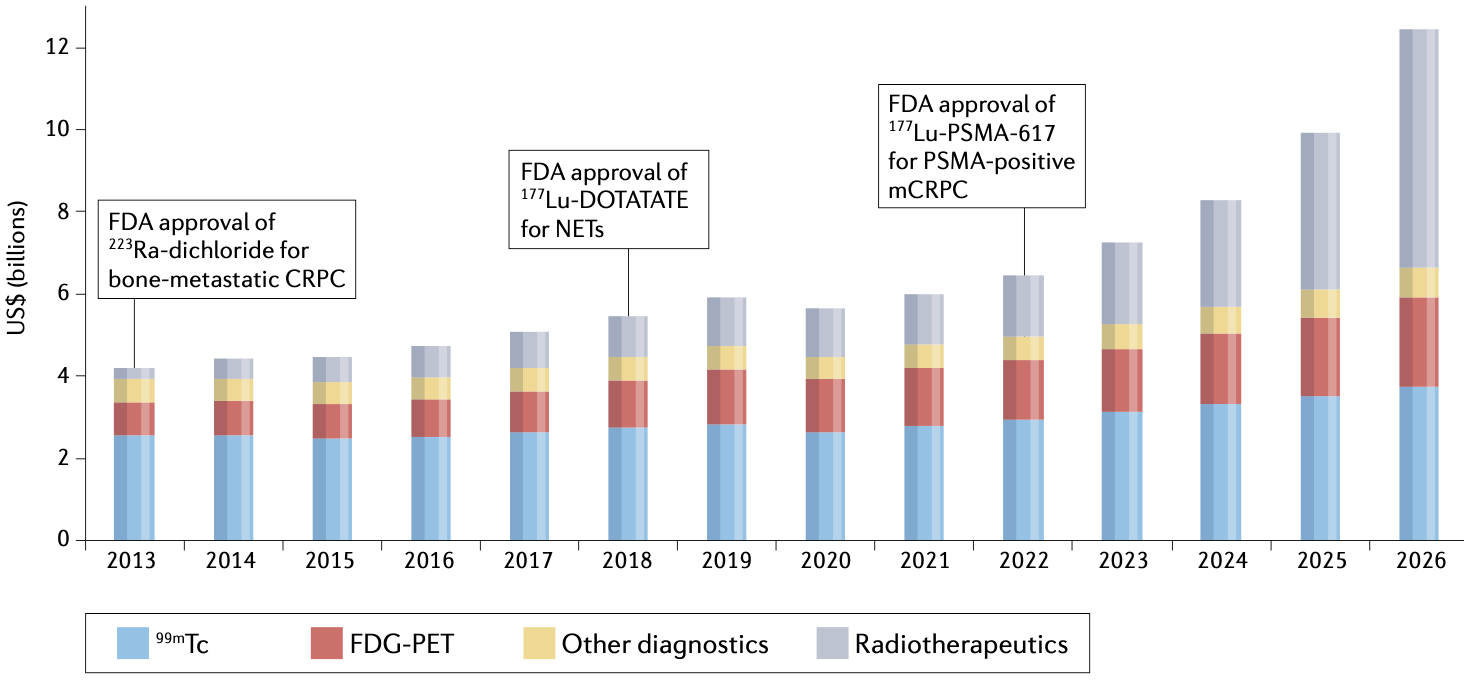 US$ (billions)
12
10
8
6
4
2
0
FDA approval of
²²³Ra-dichloride for
bone-metastatic CRPC
FDA approval of
¹⁷⁷Lu-DOTATATE
for NETs
FDA approval of
¹⁷⁷Lu-PSMA-617
for PSMA-positive
mCRPC
2013 2014 2015 2016 2017 2018 2019 2020 2021 2022 2023 2024 2025 2026
⁹⁹ᵐTc FDG-PET Other diagnostics Radiotherapeutics